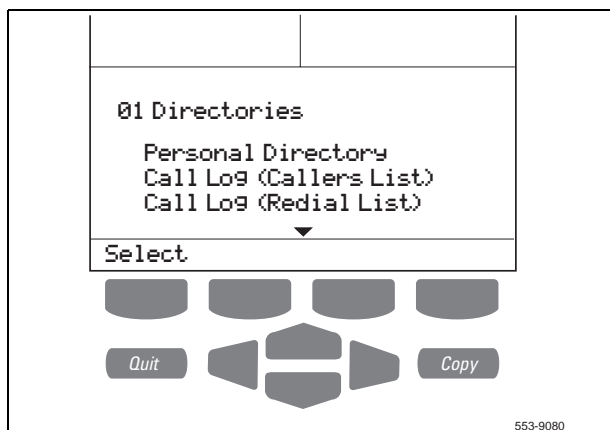 01 Directories
Personal Directory
Call Log (Callers List)
Call Log (Redial List)
Select
Quit
Copy
553-9080